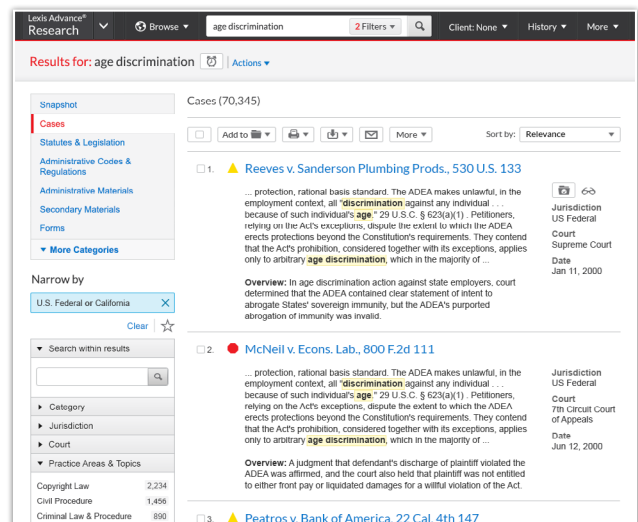 Lexis Advance®
Research
Browse
age discrimination
2 Filters
Client: None
History
More
Results for: age discrimination
Actions
Snapshot
Cases
Statutes & Legislation
Administrative Codes &
Regulations
Administrative Materials
Secondary Materials
Forms
More Categories
Narrow by
U.S. Federal or California
Clear
Search within results
Category
Jurisdiction
Court
Practice Areas & Topics
Copyright Law 2,234
Civil Procedure 1,456
Criminal Law & Procedure 890
Cases (70,345)
Add to
More
Sort by: Relevance
1. Reeves v. Sanderson Plumbing Prods., 530 U.S. 133
... protection, rational basis standard. The ADEA makes unlawful, in the
employment context, all "discrimination against any individual . . .
because of such individual's age." 29 U.S.C. § 623(a)(1) . Petitioners,
relying on the Act's exceptions, dispute the extent to which the ADEA
erects protections beyond the Constitution's requirements. They contend
that the Act's prohibition, considered together with its exceptions, applies
only to arbitrary age discrimination, which in the majority of ...
Overview: In age discrimination action against state employers, court
determined that the ADEA contained clear statement of intent to
abrogate States' sovereign immunity, but the ADEA's purported
abrogation of immunity was invalid.
Jurisdiction
US Federal
Court
Supreme Court
Date
Jan 11, 2000
2. McNeil v. Econs. Lab., 800 F.2d 111
... protection, rational basis standard. The ADEA makes unlawful, in the
employment context, all "discrimination against any individual . . .
because of such individual's age." 29 U.S.C. § 623(a)(1) . Petitioners,
relying on the Act's exceptions, dispute the extent to which the ADEA
erects protections beyond the Constitution's requirements. They contend
that the Act's prohibition, considered together with its exceptions, applies
only to arbitrary age discrimination, which in the majority of ...
Overview: A judgment that defendant's discharge of plaintiff violated the
ADEA was affirmed, and the court also held that plaintiff was not entitled
to either front pay or liquidated damages for a willful violation of the Act.
Jurisdiction
US Federal
Court
7th Circuit Court
of Appeals
Date
Jun 12, 2000
3. Peatros v. Bank of America, 22 Cal. 4th 147